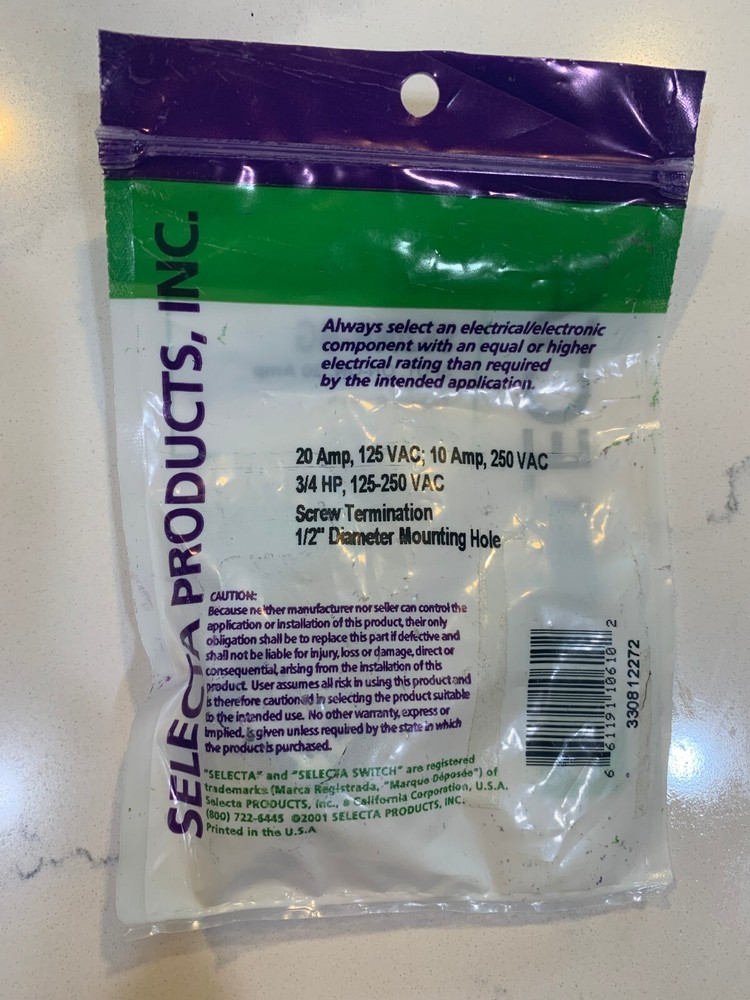 SELECTA PRODUCTS, INC.
Always select an electrical/electronic
component with an equal or higher
electrical rating than required
by the intended application.
20 Amp, 125 VAC; 10 Amp, 250 VAC
3/4 HP, 125-250 VAC
Screw Termination
1/2" Diameter Mounting Hole
CAUTION:
Because neither manufacturer nor seller can control the
application or installation of this product, their only
obligation shall be to replace this part if defective and
shall not be liable for injury, loss or damage, direct or
consequential, arising from the installation of this
product. User assumes all risk in using this product and
is therefore cautioned in selecting the product suitable
to the intended use. No other warranty, express or
implied, is given unless required by the state in which
the product is purchased.
"SELECTA" and "SELECTA SWITCH" are registered
trademarks (Marca Registrada, "Marque Déposée") of
Selecta PRODUCTS, Inc., a California Corporation, U.S.A.
(800) 722-6445 ©2001 SELECTA PRODUCTS, INC.
Printed in the U.S.A
6 61191 10610 2
330812272